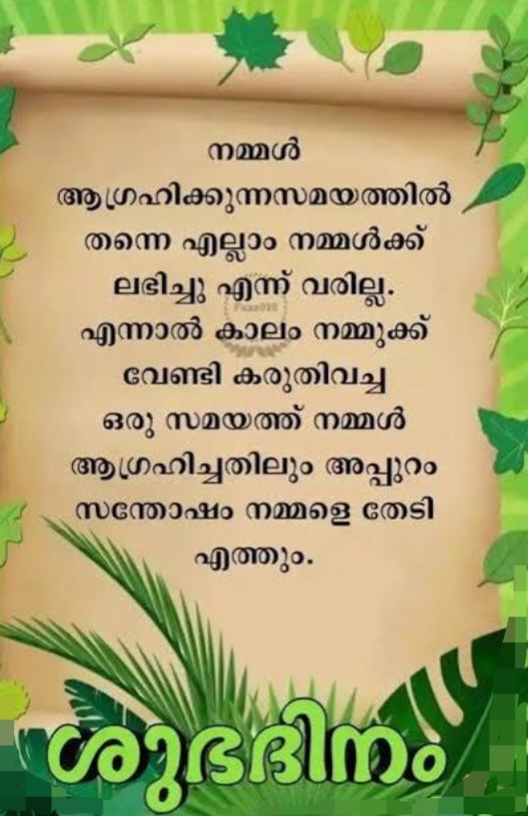 നമ്മൾ
ആഗ്രഹിക്കുന്നസമയത്തിൽ
തന്നെ എല്ലാം നമ്മൾക്ക്
ലഭിച്ചു എന്ന് വരില്ല.
എന്നാൽ കാലം നമ്മുക്ക്
വേണ്ടി കരുതിവച്ച
ഒരു സമയത്ത് നമ്മൾ
ആഗ്രഹിച്ചതിലും അപ്പുറം
സന്തോഷം നമ്മളെ തേടി
എത്തും.
ശുഭദിനം